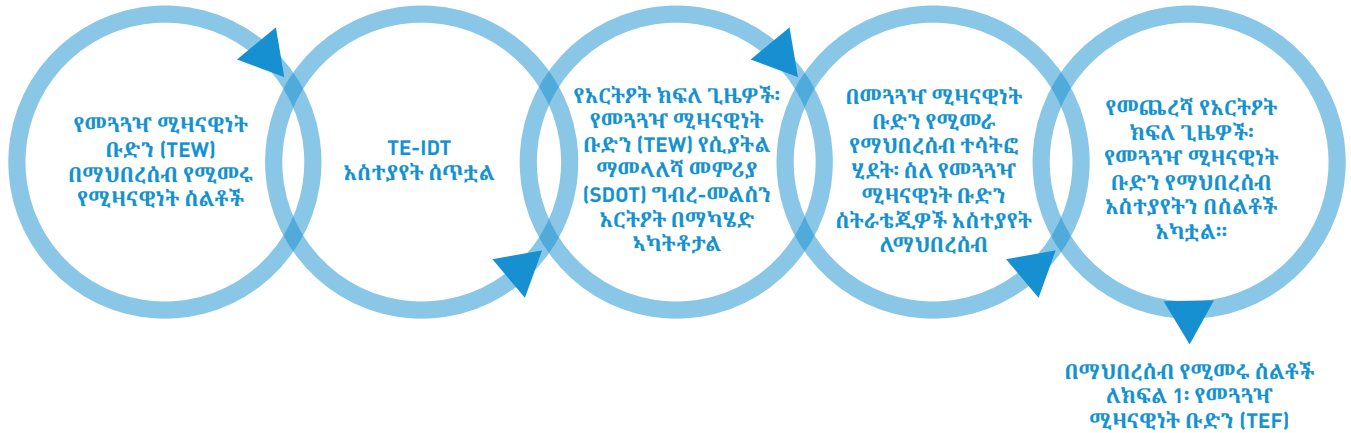 የመጓጓዣ ሚዛናዊነት
ቡድን (TEW)
በማህበረሰብ የሚመሩ
የሚዛናዊነት ስልቶች
TE-IDT
አስተያየት ሰጥቷል
የአርትዖት ክፍለ ጊዜዎች፡
የመጓጓዣ ሚዛናዊነት
ቡድን (TEW) የሲያትል
ማመላለሻ መምሪያ
(SDOT) ግብረ-መልስን
አርትዖት በማካሄድ
ኣካትቶታል
በመጓጓዣ ሚዛናዊነት
ቡድን የሚመራ
የማህበረሰብ ተሳትፎ
ሂደት: ስለ የመጓጓዣ
ሚዛናዊነት ቡድን
ስትራቴጂዎች አስተያየት
ለማህበረሰብ
የመጨረሻ የአርትዖት
ክፍለ ጊዜዎች፡
የመጓጓዣ ሚዛናዊነት
ቡድን የማህበረሰብ
አስተያየትን በስልቶች
አካቷል።
በማህበረሰብ የሚመሩ ስልቶች
ለክፍል 1፡ የመጓጓዣ
ሚዛናዊነት ቡድን (TEF)